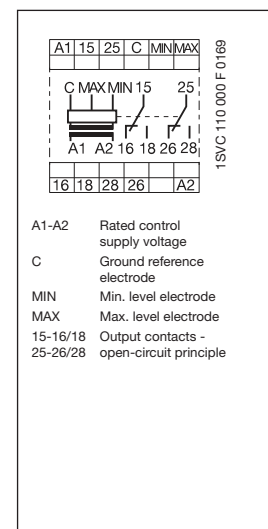 A1 15 25 C MIN MAX
C MAX MIN 15 25
A1 A2 16 18 26 28
16 18 28 26 A2
1SVC 110 000 F 0169
A1-A2 Rated control
supply voltage
C Ground reference
electrode
MIN Min. level electrode
MAX Max. level electrode
15-16/18 Output contacts -
25-26/28 open-circuit principle